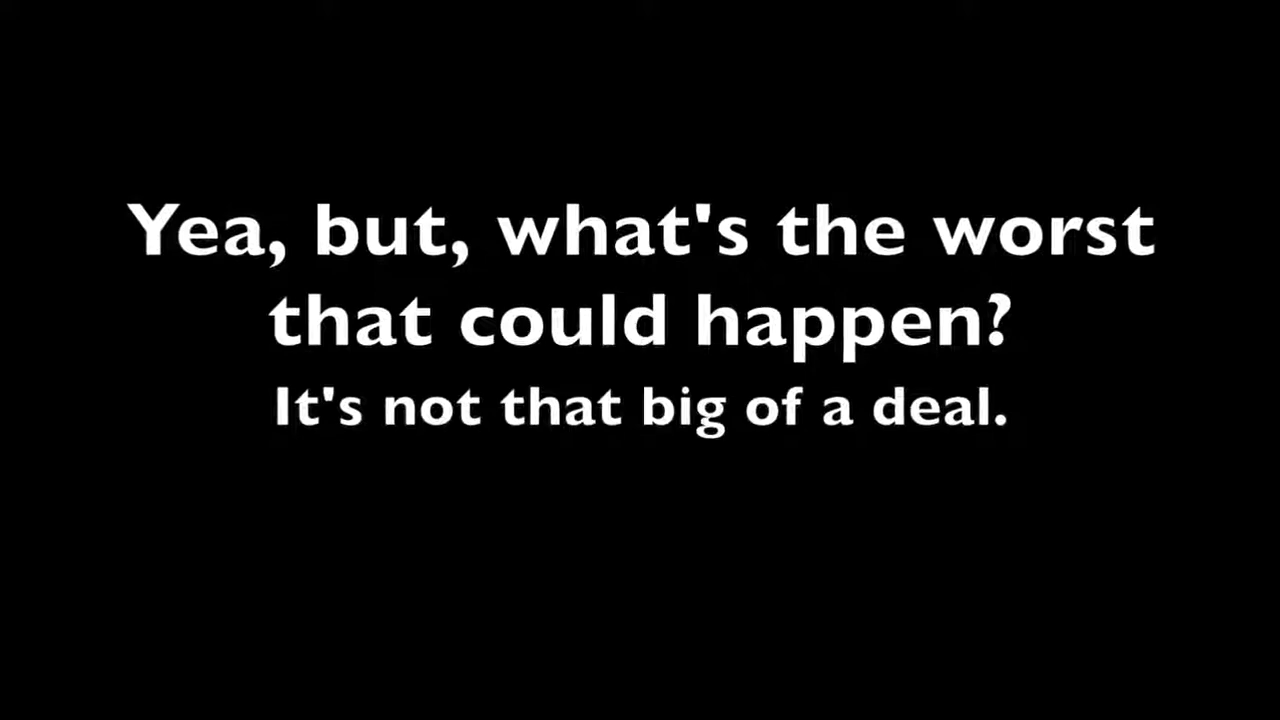 Yea, but, what's the worst
that could happen?
It's not that big of a deal.